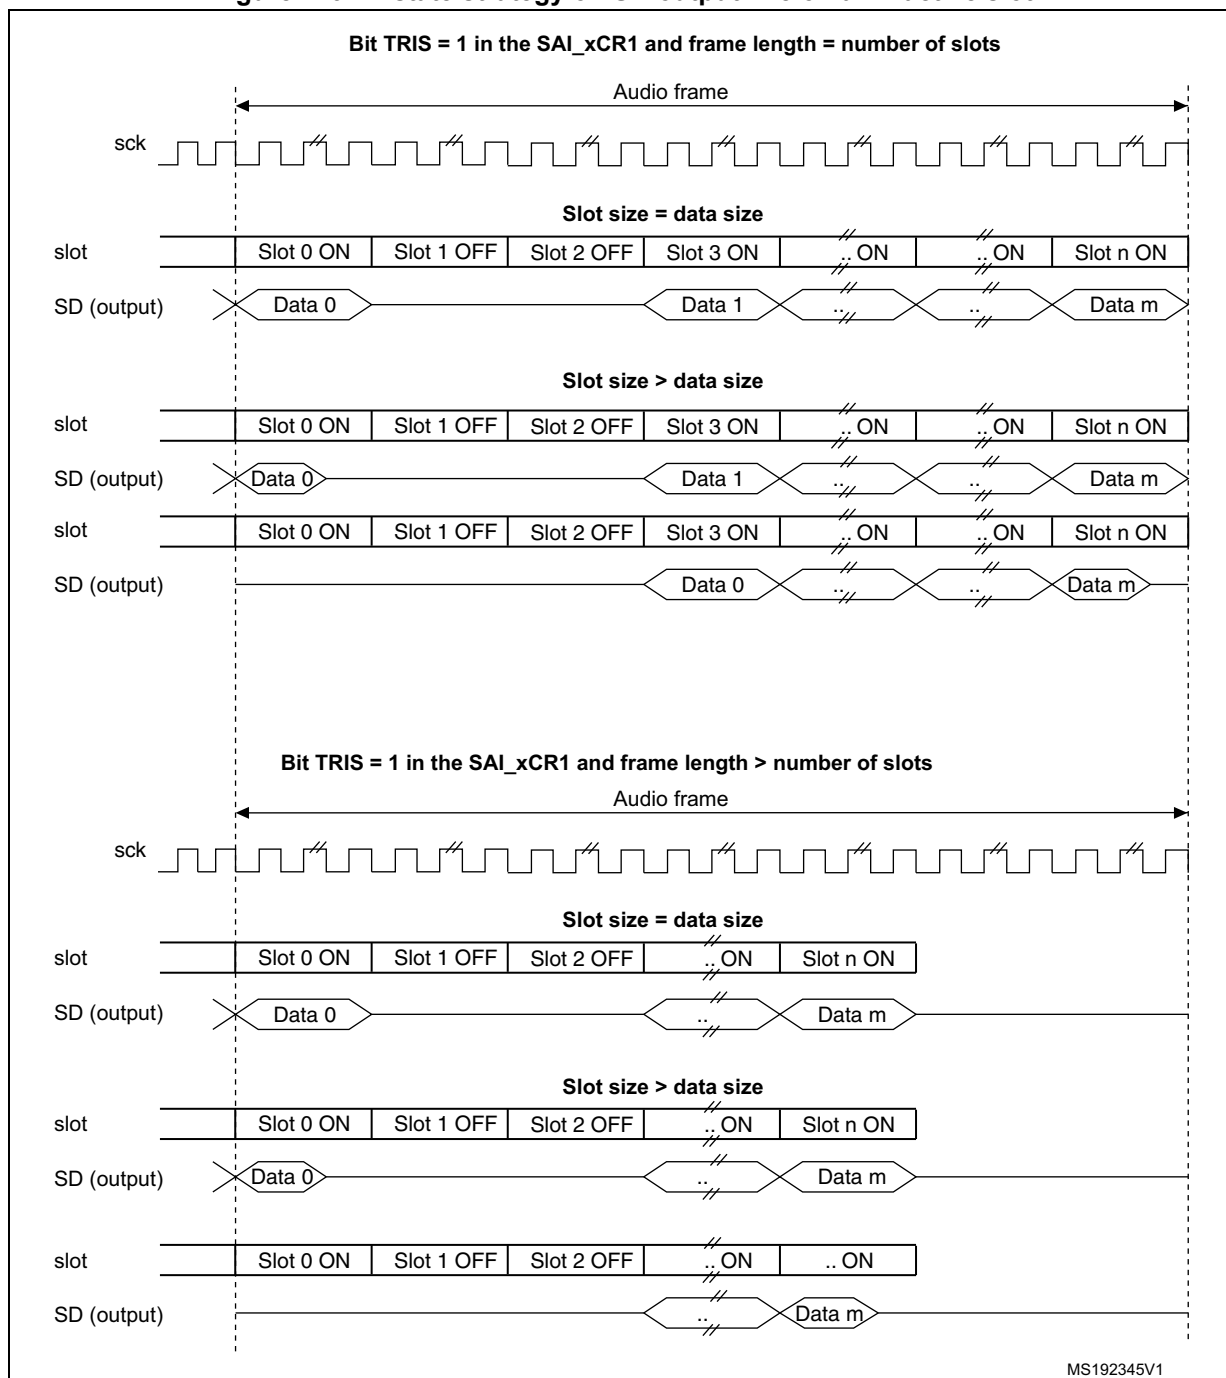 Bit TRIS = 1 in the SAI_xCR1 and frame length = number of slots
Audio frame
sck
Slot size = data size
slot Slot 0 ON Slot 1 OFF Slot 2 OFF Slot 3 ON .. ON .. ON Slot n ON
SD (output) Data 0 Data 1 .. .. Data m
Slot size > data size
slot Slot 0 ON Slot 1 OFF Slot 2 OFF Slot 3 ON .. ON .. ON Slot n ON
SD (output) Data 0 Data 1 .. .. Data m
slot Slot 0 ON Slot 1 OFF Slot 2 OFF Slot 3 ON .. ON .. ON Slot n ON
SD (output) Data 0 .. .. Data m
Bit TRIS = 1 in the SAI_xCR1 and frame length > number of slots
Audio frame
sck
Slot size = data size
slot Slot 0 ON Slot 1 OFF Slot 2 OFF .. ON Slot n ON
SD (output) Data 0 .. Data m
Slot size > data size
slot Slot 0 ON Slot 1 OFF Slot 2 OFF .. ON Slot n ON
SD (output) Data 0 .. Data m
slot Slot 0 ON Slot 1 OFF Slot 2 OFF .. ON .. ON
SD (output) .. Data m
MS192345V1